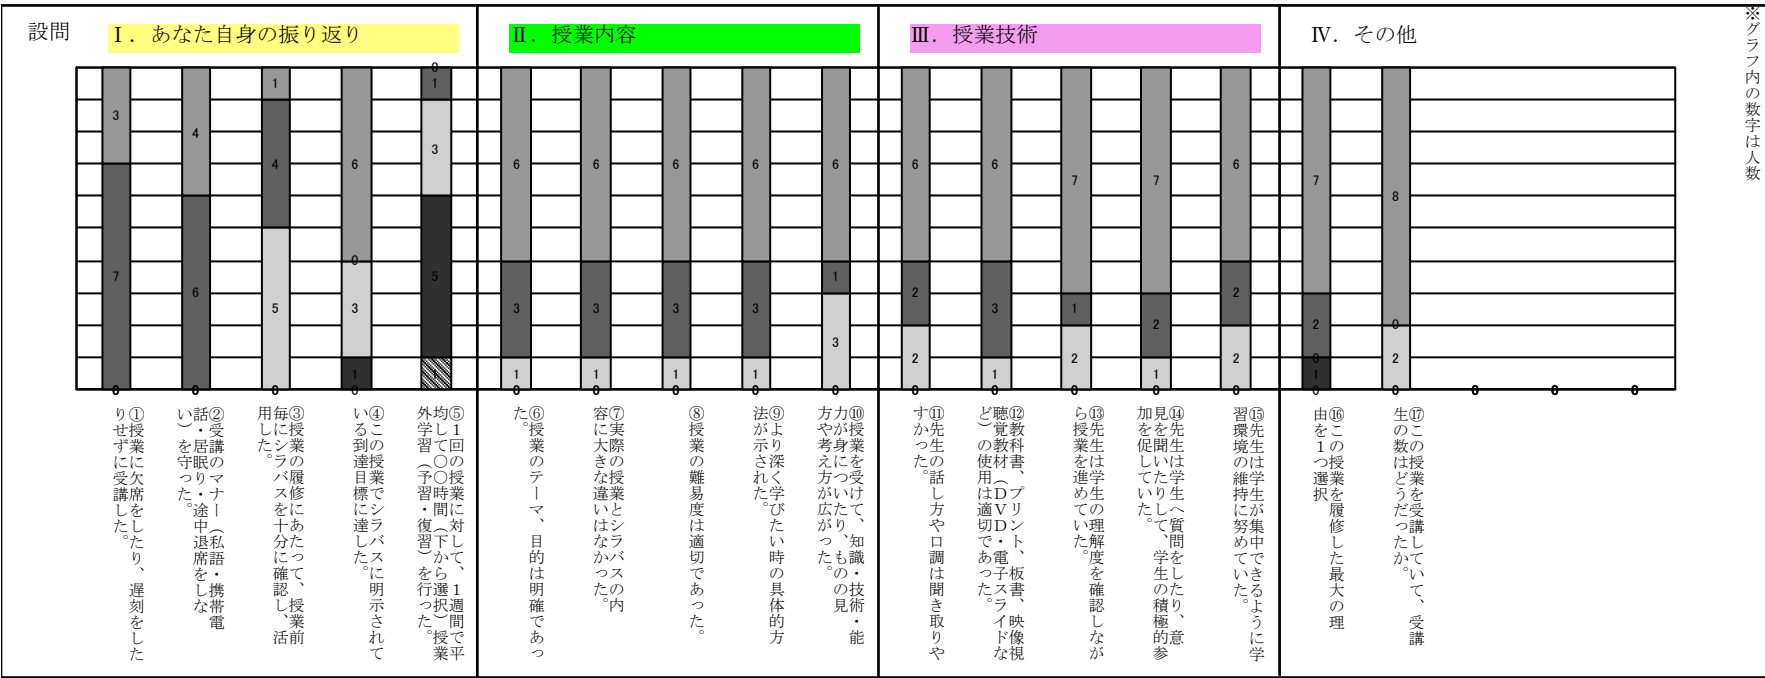 設問
Ⅰ．あなた自身の振り返り
Ⅱ．授業内容
Ⅲ．授業技術
Ⅳ．その他
※グラフ内の数字は人数
3
7
0
4
6
0
1
4
5
0
6
0
3
1
0
0
1
3
5
1
6
3
1
0
6
3
1
0
6
3
1
0
6
3
1
0
6
1
3
0
6
2
2
0
6
3
1
0
7
1
2
0
7
2
1
0
6
2
2
0
7
2
0
1
0
8
0
2
0
0
0
0
①授業に欠席をしたり、遅刻をした
りせずに受講した。
②受講のマナー（私語・携帯電
話・居眠り・途中退席をしな
い）を守った。
③授業の履修にあたって、授業前
毎にシラバスを十分に確認し、活
用した。
④この授業でシラバスに明示されて
いる到達目標に達した。
⑤１回の授業に対して、１週間で平
均して〇〇時間（下から選択）授業
外学習（予習・復習）を行った。
⑥授業のテーマ、目的は明確であっ
た。
⑦実際の授業とシラバスの内
容に大きな違いはなかった。
⑧授業の難易度は適切であった。
⑨より深く学びたい時の具体的方
法が示された。
⑩授業を受けて、知識・技術・能
力が身についたり、ものの見
方や考え方が広がった。
⑪先生の話し方や口調は聞き取りや
すかった。
⑫教科書、プリント、板書、映像視
聴覚教材（ＤＶＤ・電子スライドな
ど）の使用は適切であった。
⑬先生は学生の理解度を確認しなが
ら授業を進めていた。
⑭先生は学生へ質問をしたり、意
見を聞いたりして、学生の積極的参
加を促していた。
⑮先生は学生が集中できるように学
習環境の維持に努めていた。
⑯この授業を履修した最大の理
由を１つ選択
⑰この授業を受講していて、受講
生の数はどうだったか。